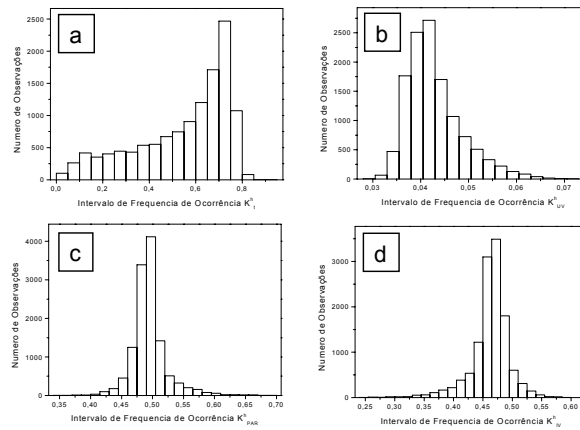 a
2500
2000
1500
1000
500
0
Numero de Observações
0,0 0,2 0,4 0,6 0,8
Intervalo de Frequencia de Ocorrência K^h_t
b
2500
2000
1500
1000
500
0
Numero de Observações
0,03 0,04 0,05 0,06 0,07
Intervalo de Frequencia de Ocorrência K^h_UV
c
4000
3000
2000
1000
0
Numero de Observações
0,35 0,40 0,45 0,50 0,55 0,60 0,65 0,70
Intervalo de Frequencia de Ocorrência K^h_PAR
d
3000
2000
1000
0
Numero de Observações
0,25 0,30 0,35 0,40 0,45 0,50 0,55 0,60
Intervalo de Frequencia de Ocorrência K^h_IV